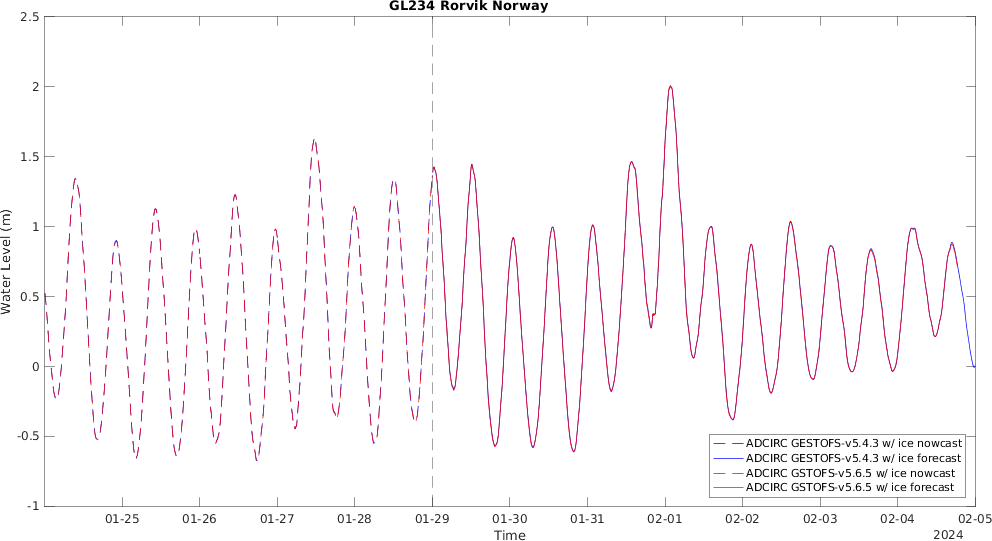 GL234 Rorvik Norway
2.5
2
1.5
1
0.5
0
-0.5
-1
Water Level (m)
01-25 01-26 01-27 01-28 01-29 01-30 01-31 02-01 02-02 02-03 02-04 02-05
Time
2024
ADCIRC GESTOFS-v5.4.3 w/ ice nowcast
ADCIRC GESTOFS-v5.4.3 w/ ice forecast
ADCIRC GSTOFS-v5.6.5 w/ ice nowcast
ADCIRC GSTOFS-v5.6.5 w/ ice forecast